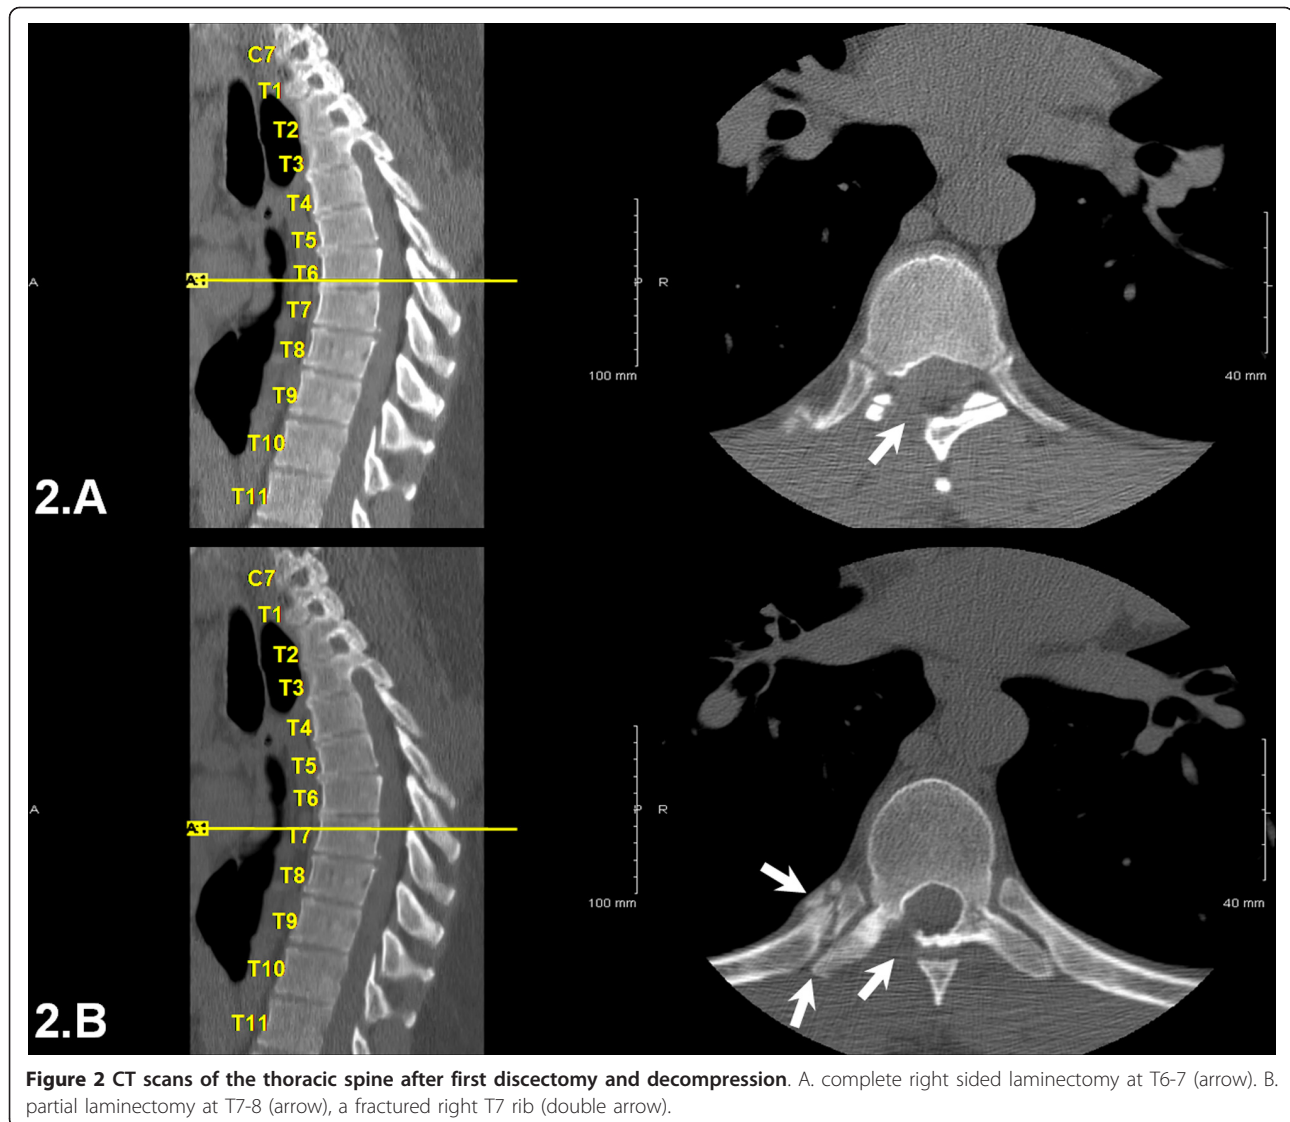 C7
T1
T2
T3
T4
T5
A T6 P R
T7
100 mm 40 mm
T8
T9
T10
T11
2.A
C7
T1
T2
T3
T4
T5
T6
A P R
T7
T8
100 mm 40 mm
T9
T10
T11
2.B
Figure 2 CT scans of the thoracic spine after first discectomy and decompression. A. complete right sided laminectomy at T6-7 (arrow). B.
partial laminectomy at T7-8 (arrow), a fractured right T7 rib (double arrow).